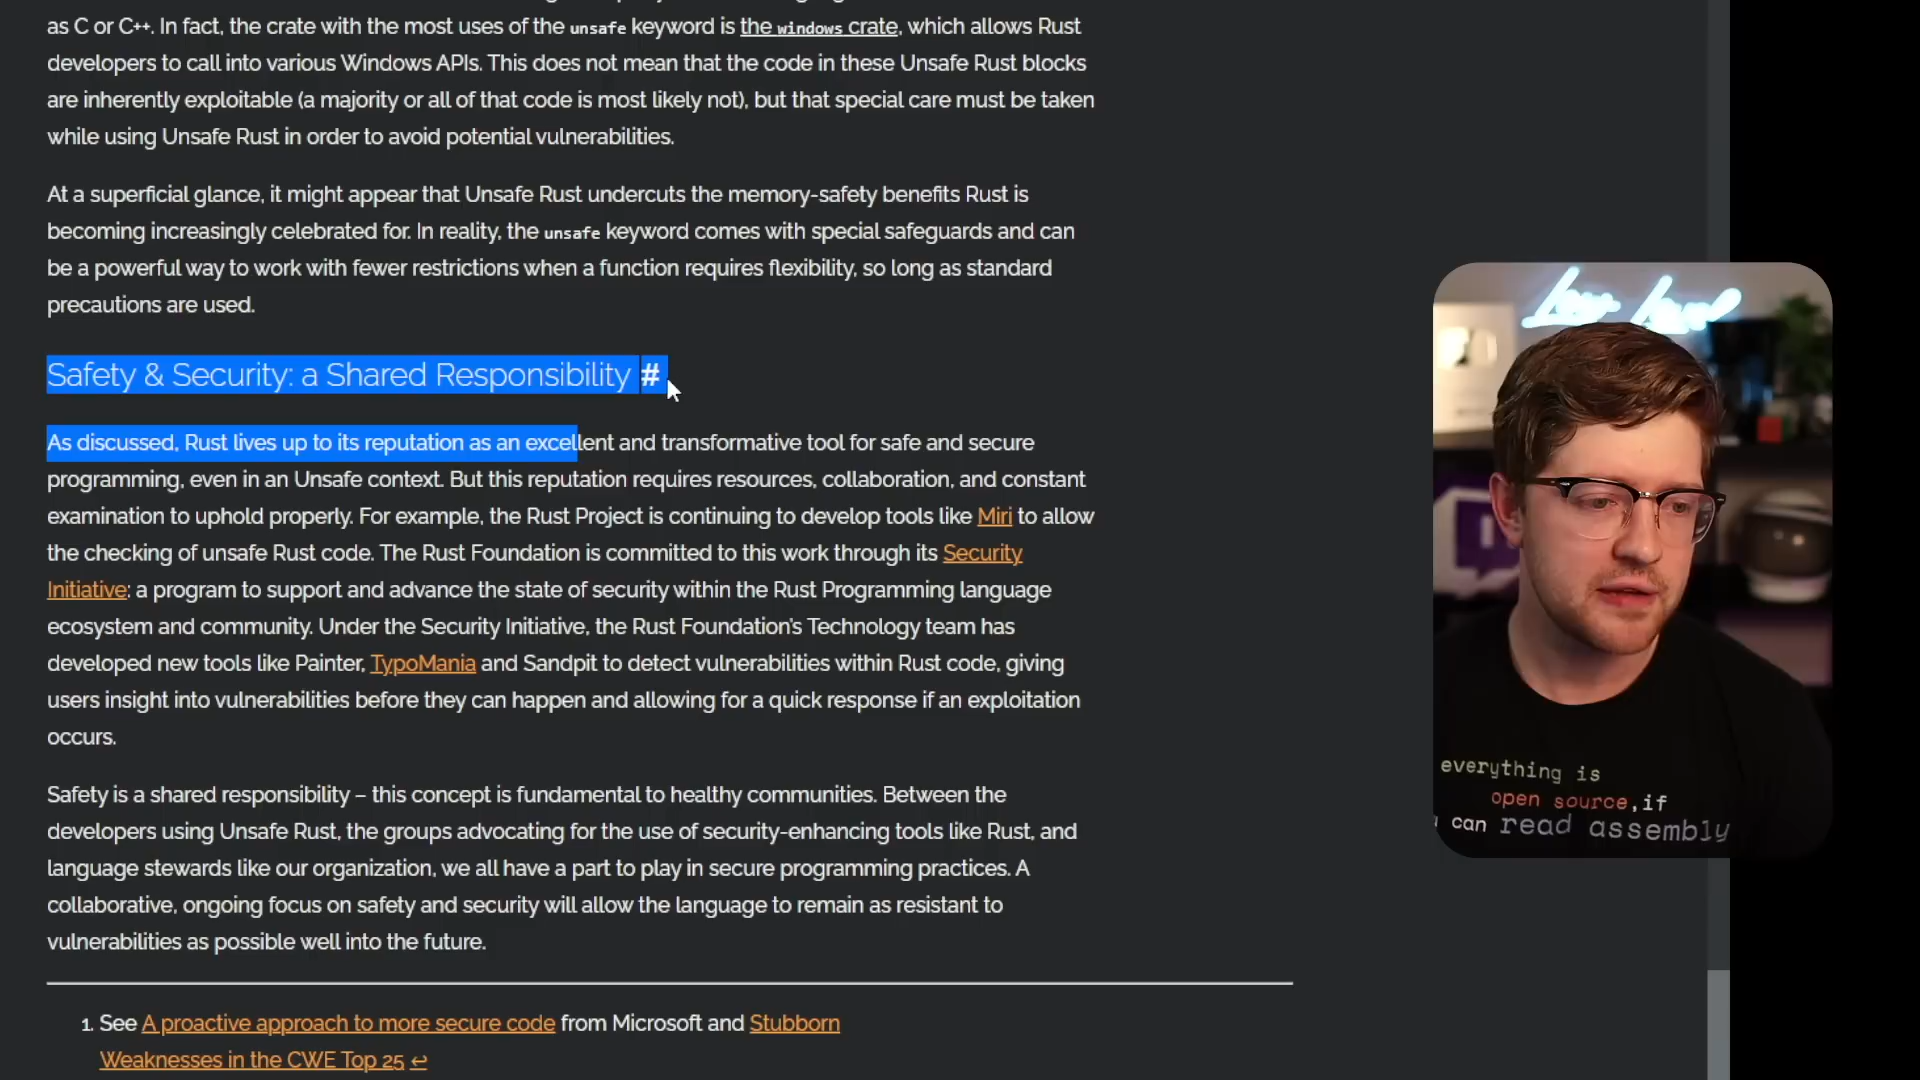 as C or C++. In fact, the crate with the most uses of the unsafe keyword is the windows crate, which allows Rust
developers to call into various Windows APIs. This does not mean that the code in these Unsafe Rust blocks
are inherently exploitable (a majority or all of that code is most likely not), but that special care must be taken
while using Unsafe Rust in order to avoid potential vulnerabilities.
At a superficial glance, it might appear that Unsafe Rust undercuts the memory-safety benefits Rust is
becoming increasingly celebrated for. In reality, the unsafe keyword comes with special safeguards and can
be a powerful way to work with fewer restrictions when a function requires flexibility, so long as standard
precautions are used.
Safety & Security: a Shared Responsibility #
As discussed, Rust lives up to its reputation as an excellent and transformative tool for safe and secure
programming, even in an Unsafe context. But this reputation requires resources, collaboration, and constant
examination to uphold properly. For example, the Rust Project is continuing to develop tools like Miri to allow
the checking of unsafe Rust code. The Rust Foundation is committed to this work through its Security
Initiative: a program to support and advance the state of security within the Rust Programming language
ecosystem and community. Under the Security Initiative, the Rust Foundation's Technology team has
developed new tools like Painter, TypoMania and Sandpit to detect vulnerabilities within Rust code, giving
users insight into vulnerabilities before they can happen and allowing for a quick response if an exploitation
occurs.
Safety is a shared responsibility – this concept is fundamental to healthy communities. Between the
developers using Unsafe Rust, the groups advocating for the use of security-enhancing tools like Rust, and
language stewards like our organization, we all have a part to play in secure programming practices. A
collaborative, ongoing focus on safety and security will allow the language to remain as resistant to
vulnerabilities as possible well into the future.
1. See A proactive approach to more secure code from Microsoft and Stubborn
Weaknesses in the CWE Top 25 ↩
everything is
open source,if
can read assembly